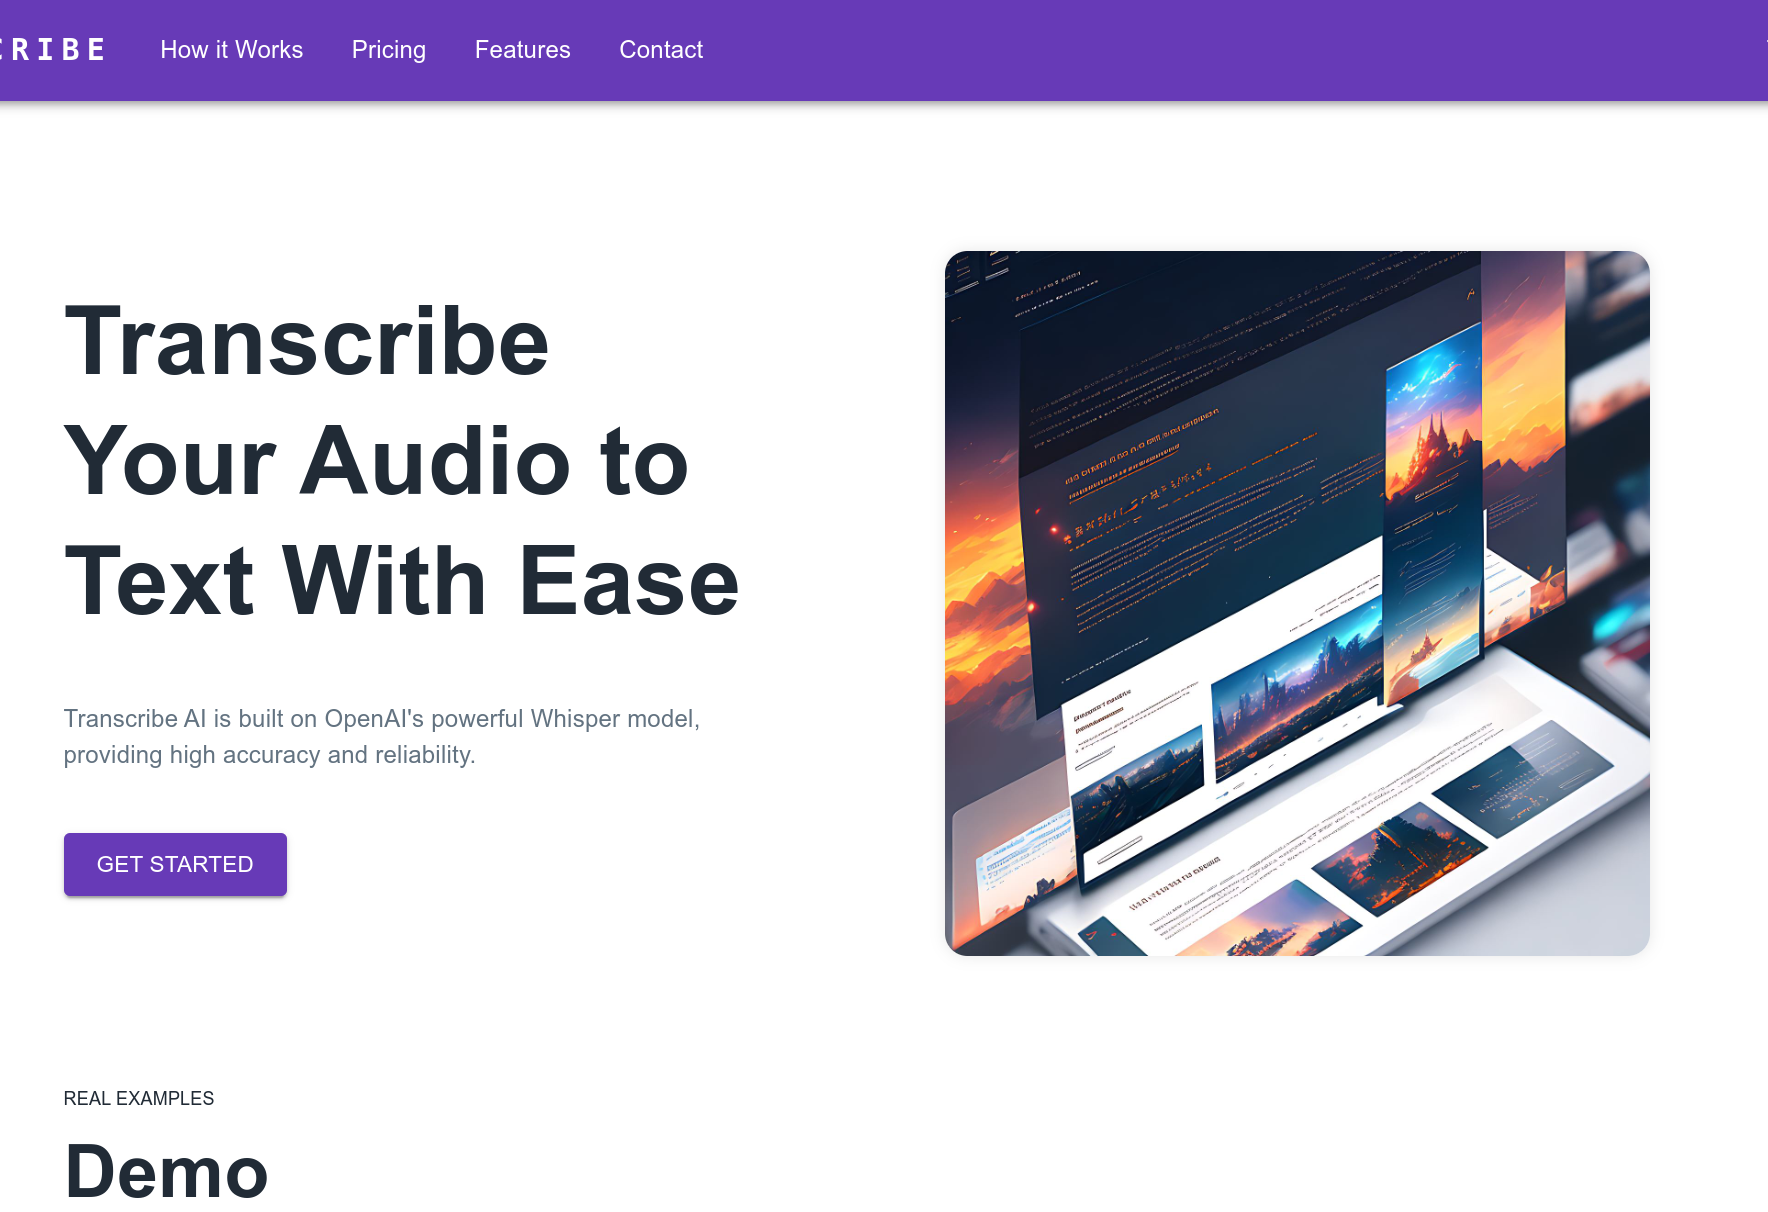 CRIBE How it Works Pricing Features Contact
Transcribe
Your Audio to
Text With Ease
Transcribe AI is built on OpenAI's powerful Whisper model,
providing high accuracy and reliability.
GET STARTED
REAL EXAMPLES
Demo